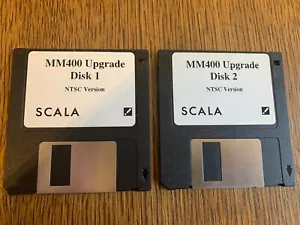 MM400 Upgrade
Disk 1
NTSC Version
SCALA
MM400 Upgrade
Disk 2
NTSC Version
SCALA